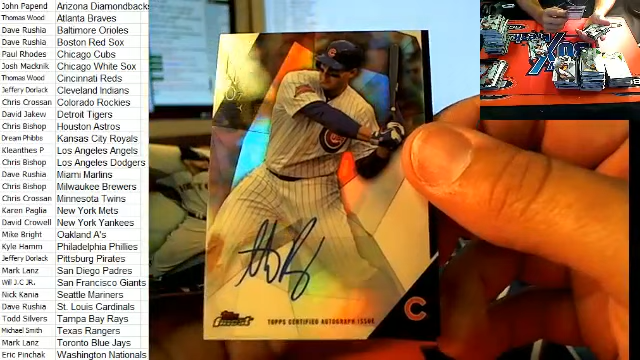 John Papend Arizona Diamondbacks
Thomas Wood Atlanta Braves
Dave Rushia Baltimore Orioles
Dave Rushia Boston Red Sox
Paul Rhodes Chicago Cubs
Josh Macknik Chicago White Sox
Thomas Wood Cincinnati Reds
Jeffery Dorlack Cleveland Indians
Chris Crossan Colorado Rockies
David Jakew Detroit Tigers
Chris Bishop Houston Astros
Dream Phibbs Kansas City Royals
Kleanthes P Los Angeles Angels
Chris Bishop Los Angeles Dodgers
Dave Rushia Miami Marlins
Chris Bishop Milwaukee Brewers
Chris Crossan Minnesota Twins
Karen Paglia New York Mets
David Crowell New York Yankees
Mike Bright Oakland A's
Kyle Hamm Philadelphia Phillies
Jeffery Dorlack Pittsburg Pirates
Mark Lanz San Diego Padres
Will J.C JR. San Francisco Giants
Nick Kania Seattle Mariners
Dave Rushia St. Louis Cardinals
Todd Silvers Tampa Bay Rays
Michael Smith Texas Rangers
Mark Lanz Toronto Blue Jays
Eric Pinchak Washington Nationals
Topps Finest
TOPPS CERTIFIED AUTOGRAPH ISSUE
C